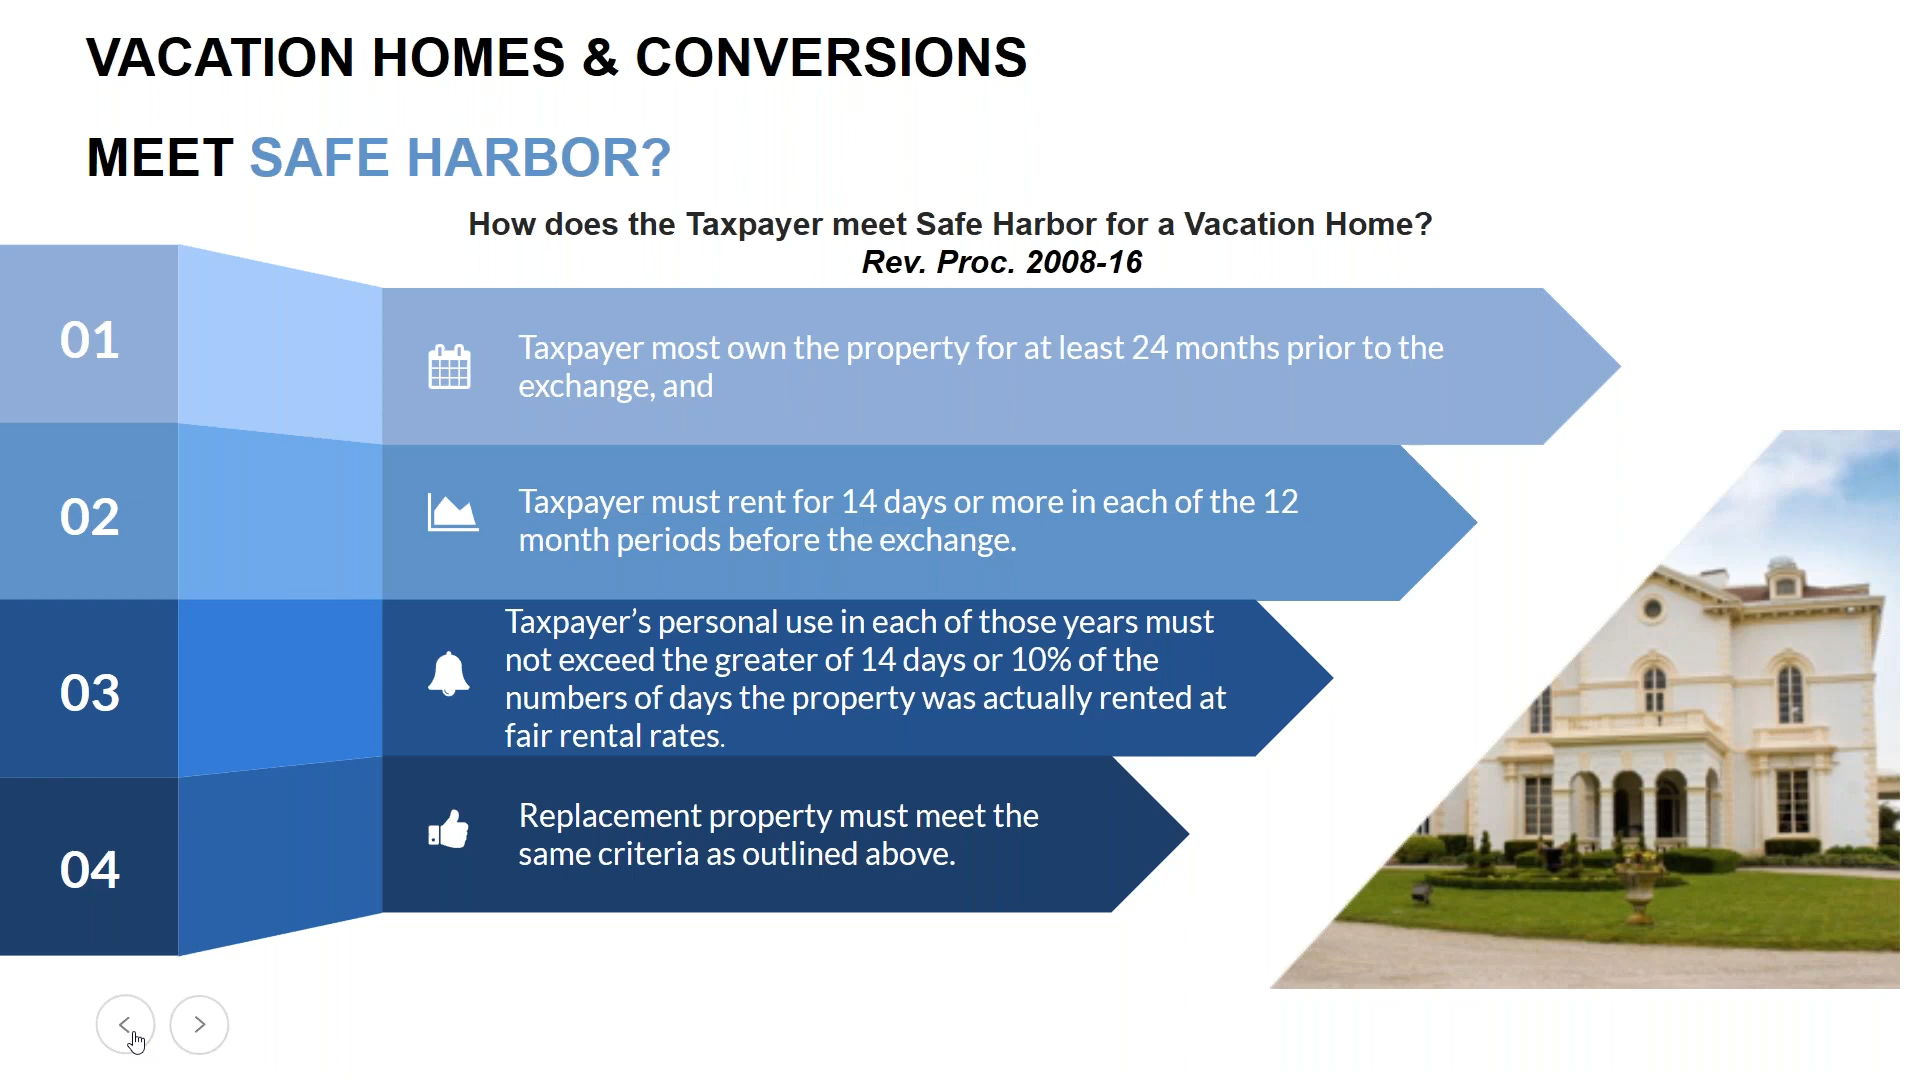 VACATION HOMES & CONVERSIONS
MEET SAFE HARBOR?
How does the Taxpayer meet Safe Harbor for a Vacation Home?
Rev. Proc. 2008-16
01
Taxpayer most own the property for at least 24 months prior to the
exchange, and
02
Taxpayer must rent for 14 days or more in each of the 12
month periods before the exchange.
03
Taxpayer’s personal use in each of those years must
not exceed the greater of 14 days or 10% of the
numbers of days the property was actually rented at
fair rental rates.
04
Replacement property must meet the
same criteria as outlined above.